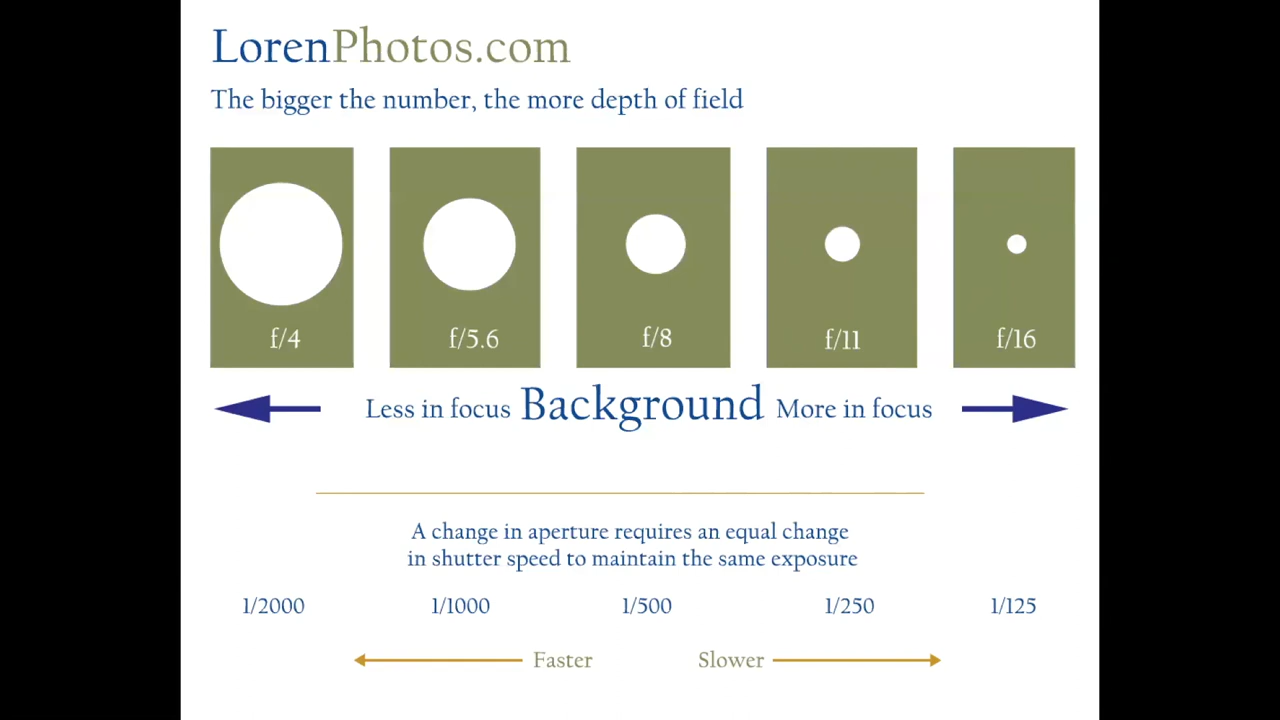 LorenPhotos.com
The bigger the number, the more depth of field
f/4 f/5.6 f/8 f/11 f/16
Less in focus Background More in focus
A change in aperture requires an equal change
in shutter speed to maintain the same exposure
1/2000 1/1000 1/500 1/250 1/125
Faster Slower